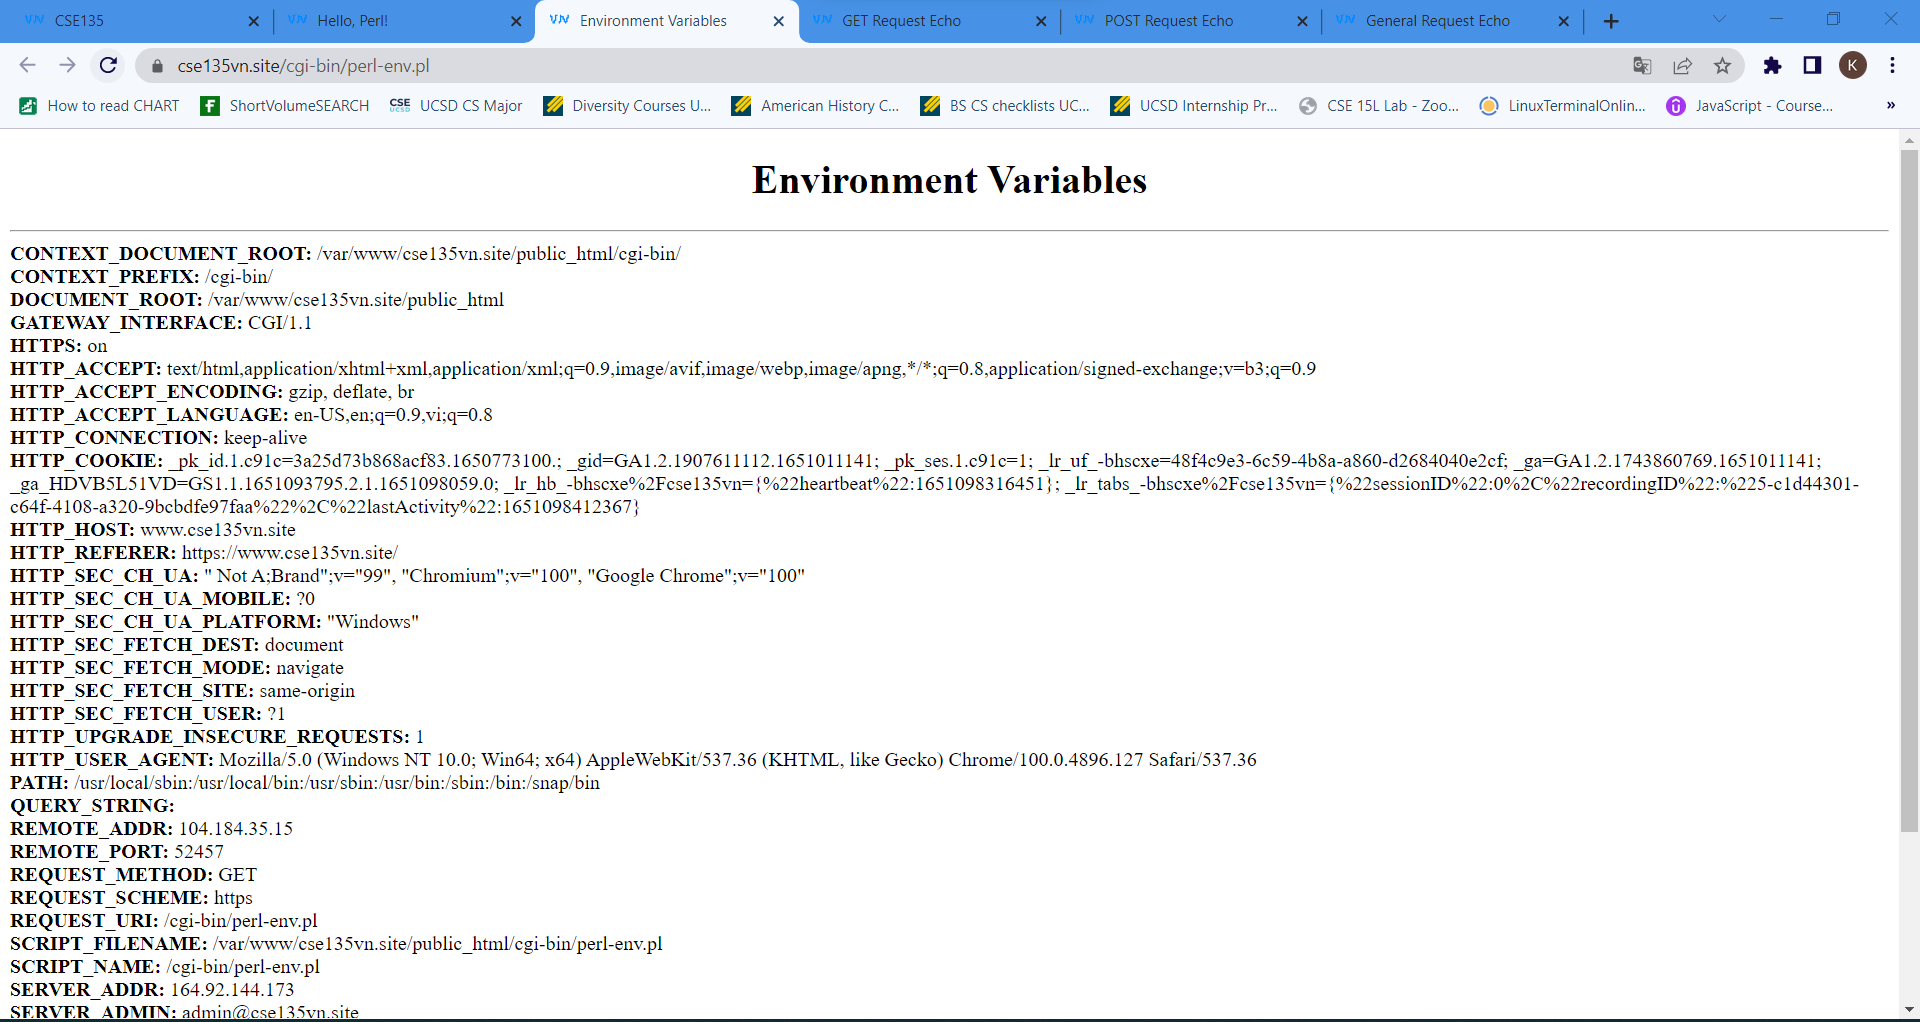 CSE135
Hello, Perl!
Environment Variables
GET Request Echo
POST Request Echo
General Request Echo
cse135vn.site/cgi-bin/perl-env.pl
K
How to read CHART
ShortVolumeSEARCH
CSE UCSD UCSD CS Major
Diversity Courses U...
American History C...
BS CS checklists UC...
UCSD Internship Pr...
CSE 15L Lab - Zoo...
LinuxTerminalOnlin...
JavaScript - Course...
»
Environment Variables
CONTEXT_DOCUMENT_ROOT: /var/www/cse135vn.site/public_html/cgi-bin/
CONTEXT_PREFIX: /cgi-bin/
DOCUMENT_ROOT: /var/www/cse135vn.site/public_html
GATEWAY_INTERFACE: CGI/1.1
HTTPS: on
HTTP_ACCEPT: text/html,application/xhtml+xml,application/xml;q=0.9,image/avif,image/webp,image/apng,*/*;q=0.8,application/signed-exchange;v=b3;q=0.9
HTTP_ACCEPT_ENCODING: gzip, deflate, br
HTTP_ACCEPT_LANGUAGE: en-US,en;q=0.9,vi;q=0.8
HTTP_CONNECTION: keep-alive
HTTP_COOKIE: _pk_id.1.c91c=3a25d73b868acf83.1650773100.; _gid=GA1.2.1907611112.1651011141; _pk_ses.1.c91c=1; _lr_uf_-bhscxe=48f4c9e3-6c59-4b8a-a860-d2684040e2cf; _ga=GA1.2.1743860769.1651011141;
_ga_HDVB5L51VD=GS1.1.1651093795.2.1.1651098059.0; _lr_hb_-bhscxe%2Fcse135vn={%22heartbeat%22:1651098316451}; _lr_tabs_-bhscxe%2Fcse135vn={%22sessionID%22:0%2C%22recordingID%22:%225-c1d44301-
c64f-4108-a320-9bcbdfe97faa%22%2C%22lastActivity%22:1651098412367}
HTTP_HOST: www.cse135vn.site
HTTP_REFERER: https://www.cse135vn.site/
HTTP_SEC_CH_UA: " Not A;Brand";v="99", "Chromium";v="100", "Google Chrome";v="100"
HTTP_SEC_CH_UA_MOBILE: ?0
HTTP_SEC_CH_UA_PLATFORM: "Windows"
HTTP_SEC_FETCH_DEST: document
HTTP_SEC_FETCH_MODE: navigate
HTTP_SEC_FETCH_SITE: same-origin
HTTP_SEC_FETCH_USER: ?1
HTTP_UPGRADE_INSECURE_REQUESTS: 1
HTTP_USER_AGENT: Mozilla/5.0 (Windows NT 10.0; Win64; x64) AppleWebKit/537.36 (KHTML, like Gecko) Chrome/100.0.4896.127 Safari/537.36
PATH: /usr/local/sbin:/usr/local/bin:/usr/sbin:/usr/bin:/sbin:/bin:/snap/bin
QUERY_STRING:
REMOTE_ADDR: 104.184.35.15
REMOTE_PORT: 52457
REQUEST_METHOD: GET
REQUEST_SCHEME: https
REQUEST_URI: /cgi-bin/perl-env.pl
SCRIPT_FILENAME: /var/www/cse135vn.site/public_html/cgi-bin/perl-env.pl
SCRIPT_NAME: /cgi-bin/perl-env.pl
SERVER_ADDR: 164.92.144.173
SERVER_ADMIN: admin@cse135vn.site